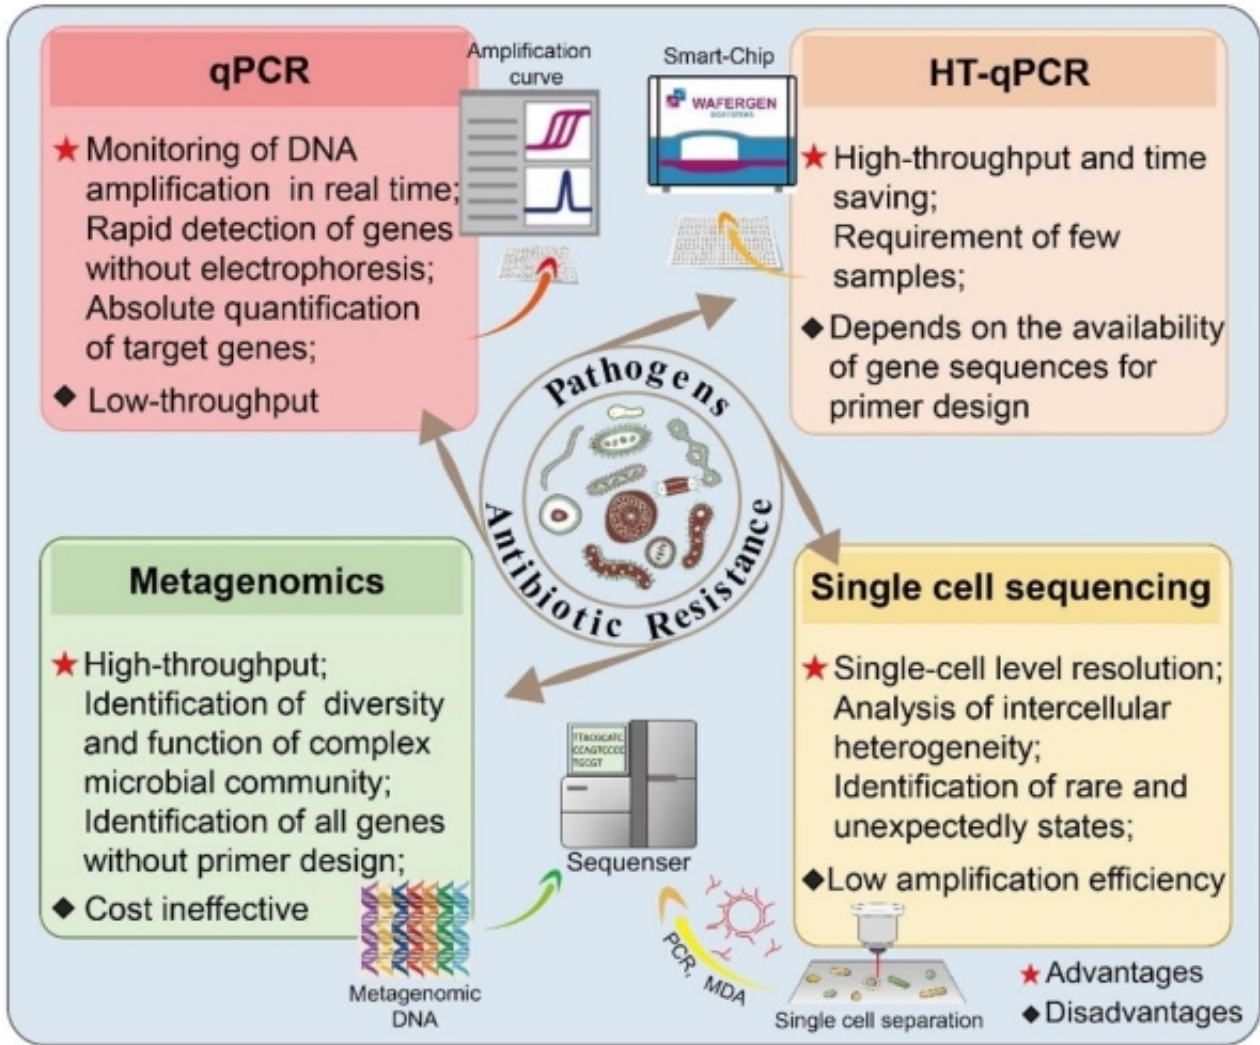 qPCR
★ Monitoring of DNA
amplification in real time;
Rapid detection of genes
without electrophoresis;
Absolute quantification
of target genes;
◆ Low-throughput
Amplification
curve
Smart-Chip
WAFERGEN
BIOSYSTEMS
HT-qPCR
★ High-throughput and time
saving;
Requirement of few
samples;
◆ Depends on the availability
of gene sequences for
primer design
Pathogens
Antibiotic Resistance
Metagenomics
★ High-throughput;
Identification of diversity
and function of complex
microbial community;
Identification of all genes
without primer design;
◆ Cost ineffective
Metagenomic
DNA
CCAGTCCCC
TGCGT
Sequenser
PCR, MDA
Single cell sequencing
★ Single-cell level resolution;
Analysis of intercellular
heterogeneity;
Identification of rare and
unexpectedly states;
◆ Low amplification efficiency
Single cell separation
★ Advantages
◆ Disadvantages